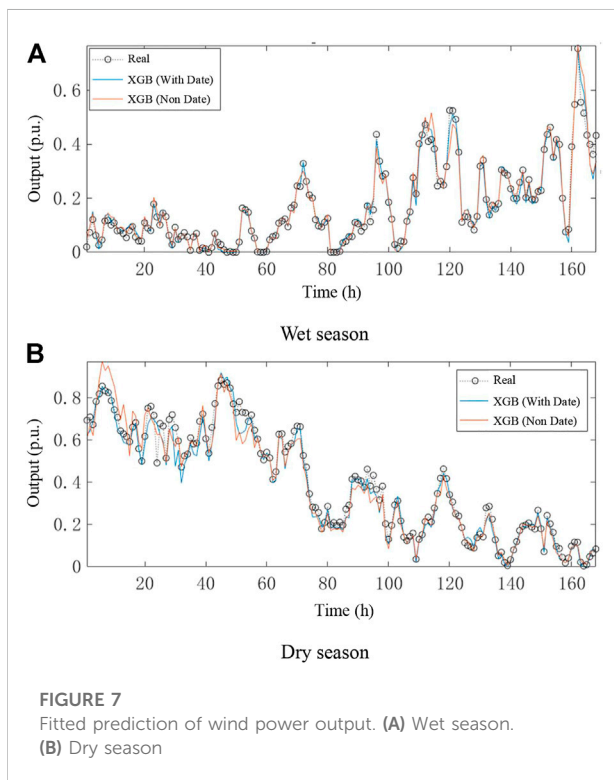 A
Real
XGB (With Date)
XGB (Non Date)
Output (p.u.)
0.6
0.4
0.2
0
20 40 60 80 100 120 140 160
Time (h)
Wet season
B
Real
XGB (With Date)
XGB (Non Date)
Output (p.u.)
0.8
0.6
0.4
0.2
0
20 40 60 80 100 120 140 160
Time (h)
Dry season
FIGURE 7
Fitted prediction of wind power output. (A) Wet season.
(B) Dry season